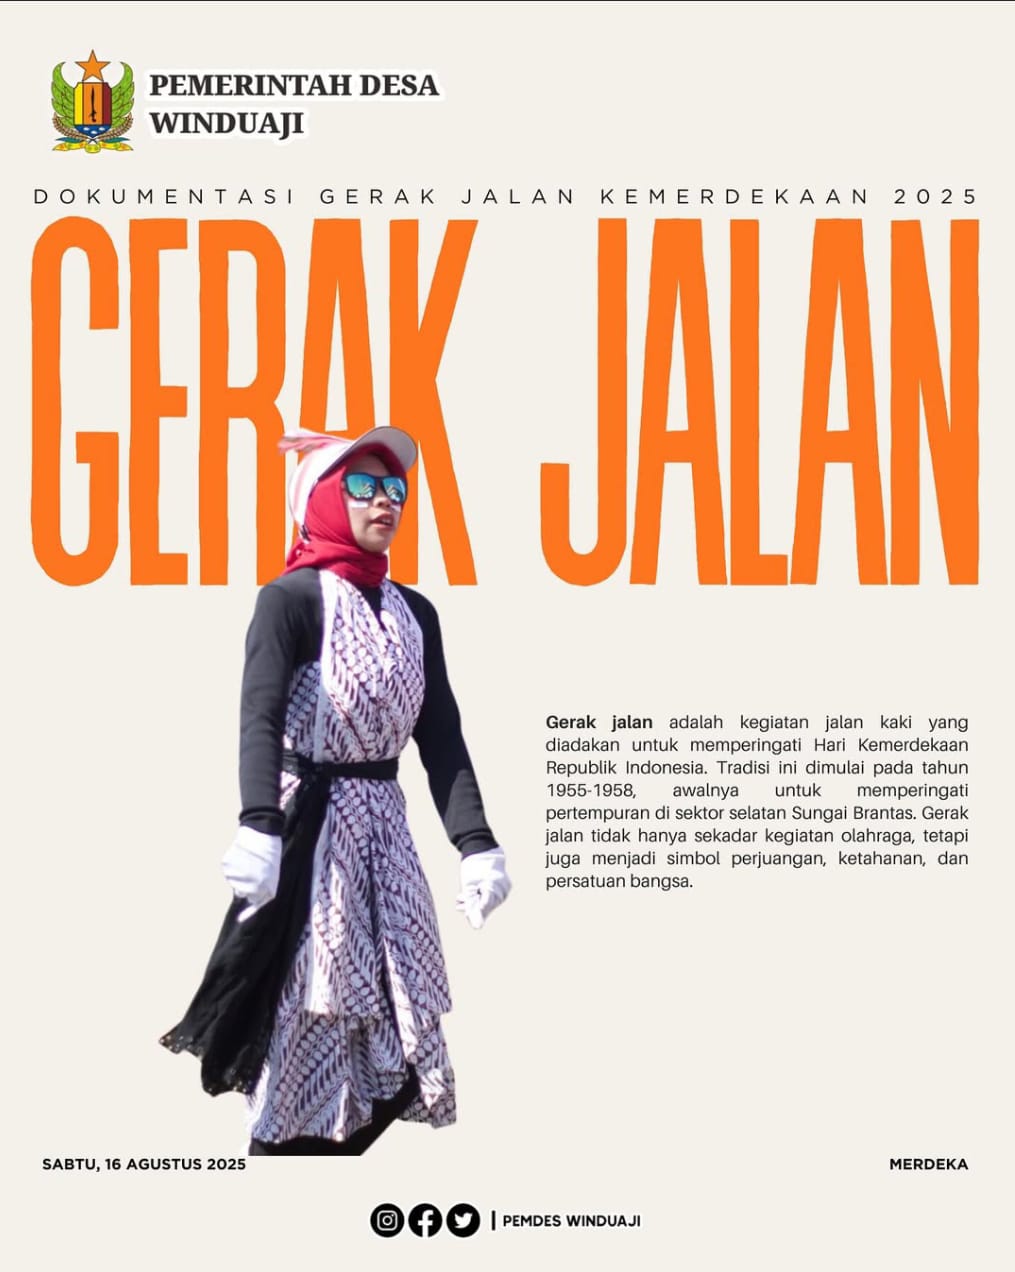 PEMERINTAH DESA
WINDUAJI
DOKUMENTASI GERAK JALAN KEMERDEKAAN 2025
GERAK JALAN
Gerak jalan adalah kegiatan jalan kaki yang
diadakan untuk memperingati Hari Kemerdekaan
Republik Indonesia. Tradisi ini dimulai pada tahun
1955-1958, awalnya untuk memperingati
pertempuran di sektor selatan Sungai Brantas. Gerak
jalan tidak hanya sekadar kegiatan olahraga, tetapi
juga menjadi simbol perjuangan, ketahanan, dan
persatuan bangsa.
SABTU, 16 AGUSTUS 2025
MERDEKA
| PEMDES WINDUAJI